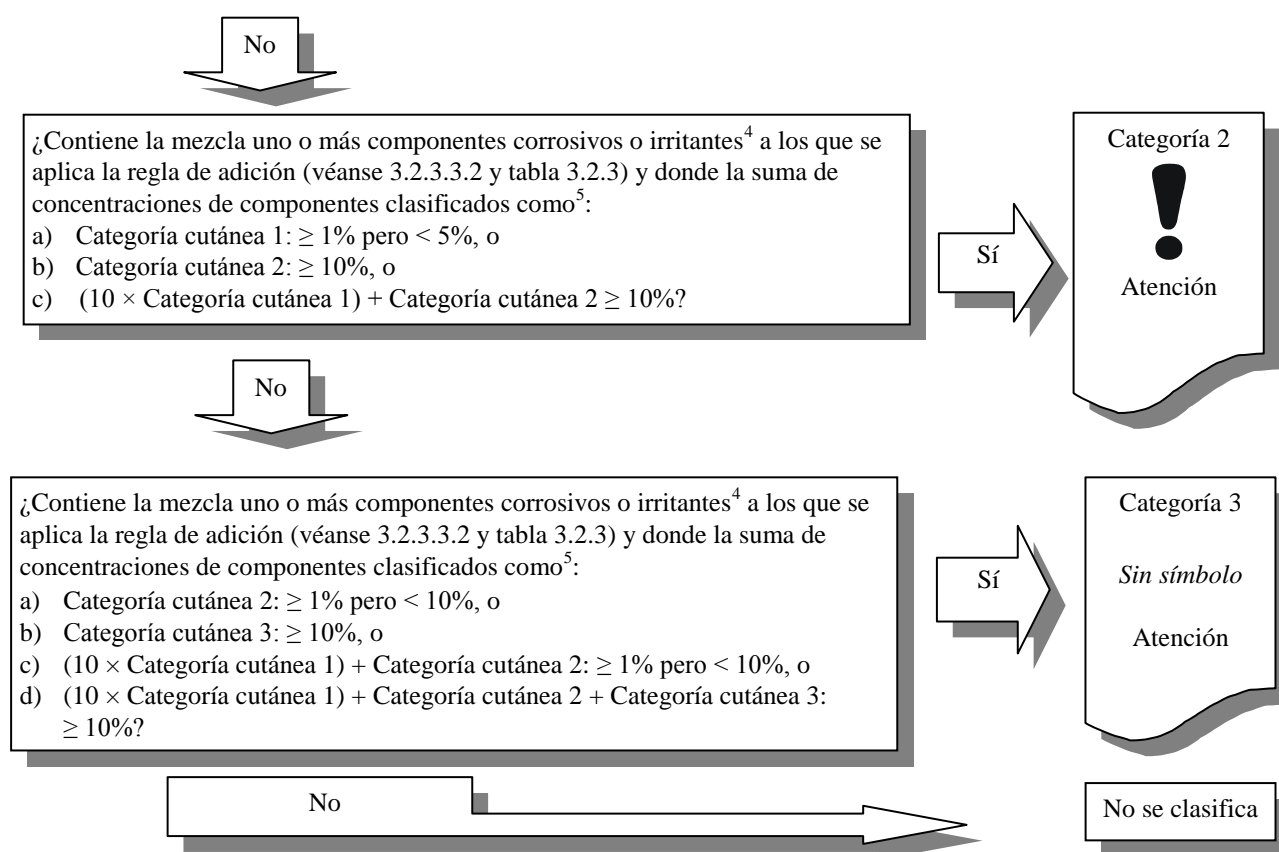 No
¿Contiene la mezcla uno o más componentes corrosivos o irritantes⁴ a los que se
aplica la regla de adición (véanse 3.2.3.3.2 y tabla 3.2.3) y donde la suma de
concentraciones de componentes clasificados como⁵:
a) Categoría cutánea 1: ≥ 1% pero < 5%, o
b) Categoría cutánea 2: ≥ 10%, o
c) (10 × Categoría cutánea 1) + Categoría cutánea 2 ≥ 10%?
Sí
Categoría 2
!
Atención
No
¿Contiene la mezcla uno o más componentes corrosivos o irritantes⁴ a los que se
aplica la regla de adición (véanse 3.2.3.3.2 y tabla 3.2.3) y donde la suma de
concentraciones de componentes clasificados como⁵:
a) Categoría cutánea 2: ≥ 1% pero < 10%, o
b) Categoría cutánea 3: ≥ 10%, o
c) (10 × Categoría cutánea 1) + Categoría cutánea 2: ≥ 1% pero < 10%, o
d) (10 × Categoría cutánea 1) + Categoría cutánea 2 + Categoría cutánea 3:
≥ 10%?
Sí
Categoría 3
Sin símbolo
Atención
No
No se clasifica